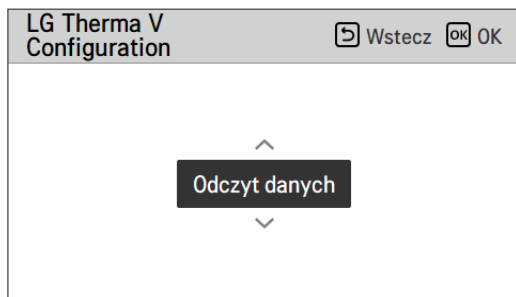 LG Therma V
Configuration
Wstecz OK OK
Odczyt danych